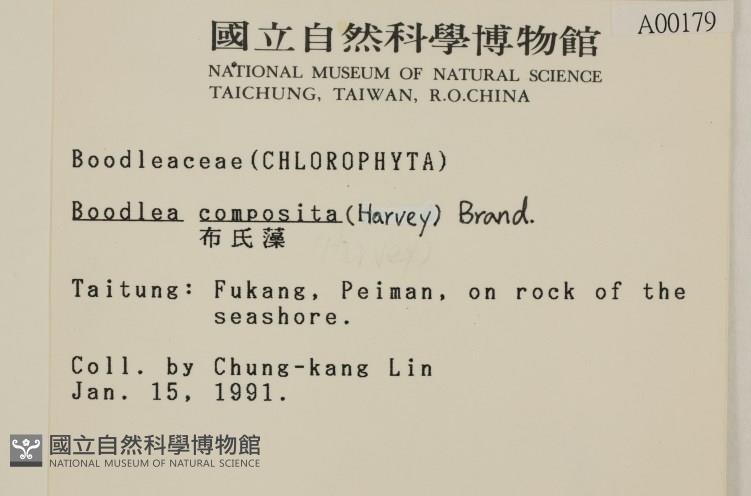 國立自然科學博物館
A00179
NATIONAL MUSEUM OF NATURAL SCIENCE
TAICHUNG, TAIWAN, R.O.CHINA
Boodleaceae(CHLOROPHYTA)
Boodlea composita(Harvey) Brand.
布氏藻
(Harvey)
Taitung: Fukang, Peiman, on rock of the
seashore.
Coll. by Chung-kang Lin
Jan. 15, 1991.
國立自然科學博物館
NATIONAL MUSEUM OF NATURAL SCIENCE